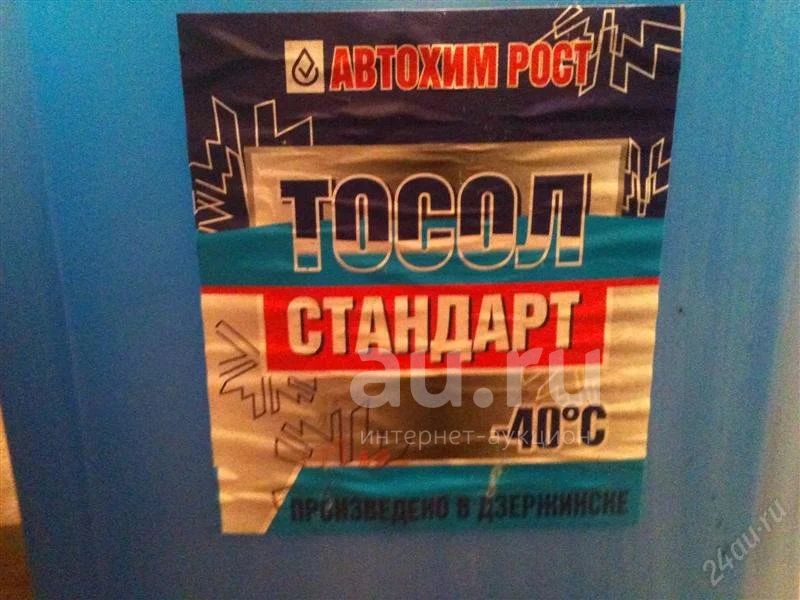 АВТОХИМ РОСТ
ТОСОЛ
СТАНДАРТ
au.ru
-40°С
интернет-аукцион
ПРОИЗВЕДЕНО В ДЗЕРЖИНСКЕ
24au.ru